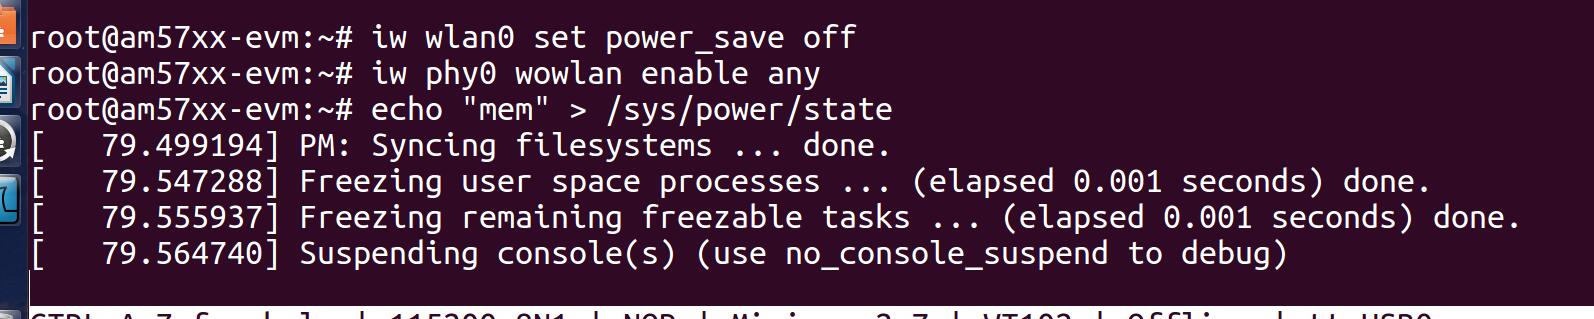 root@am57xx-evm:~# iw wlan0 set power_save off
root@am57xx-evm:~# iw phy0 wowlan enable any
root@am57xx-evm:~# echo "mem" > /sys/power/state
[   79.499194] PM: Syncing filesystems ... done.
[   79.547288] Freezing user space processes ... (elapsed 0.001 seconds) done.
[   79.555937] Freezing remaining freezable tasks ... (elapsed 0.001 seconds) done.
[   79.564740] Suspending console(s) (use no_console_suspend to debug)